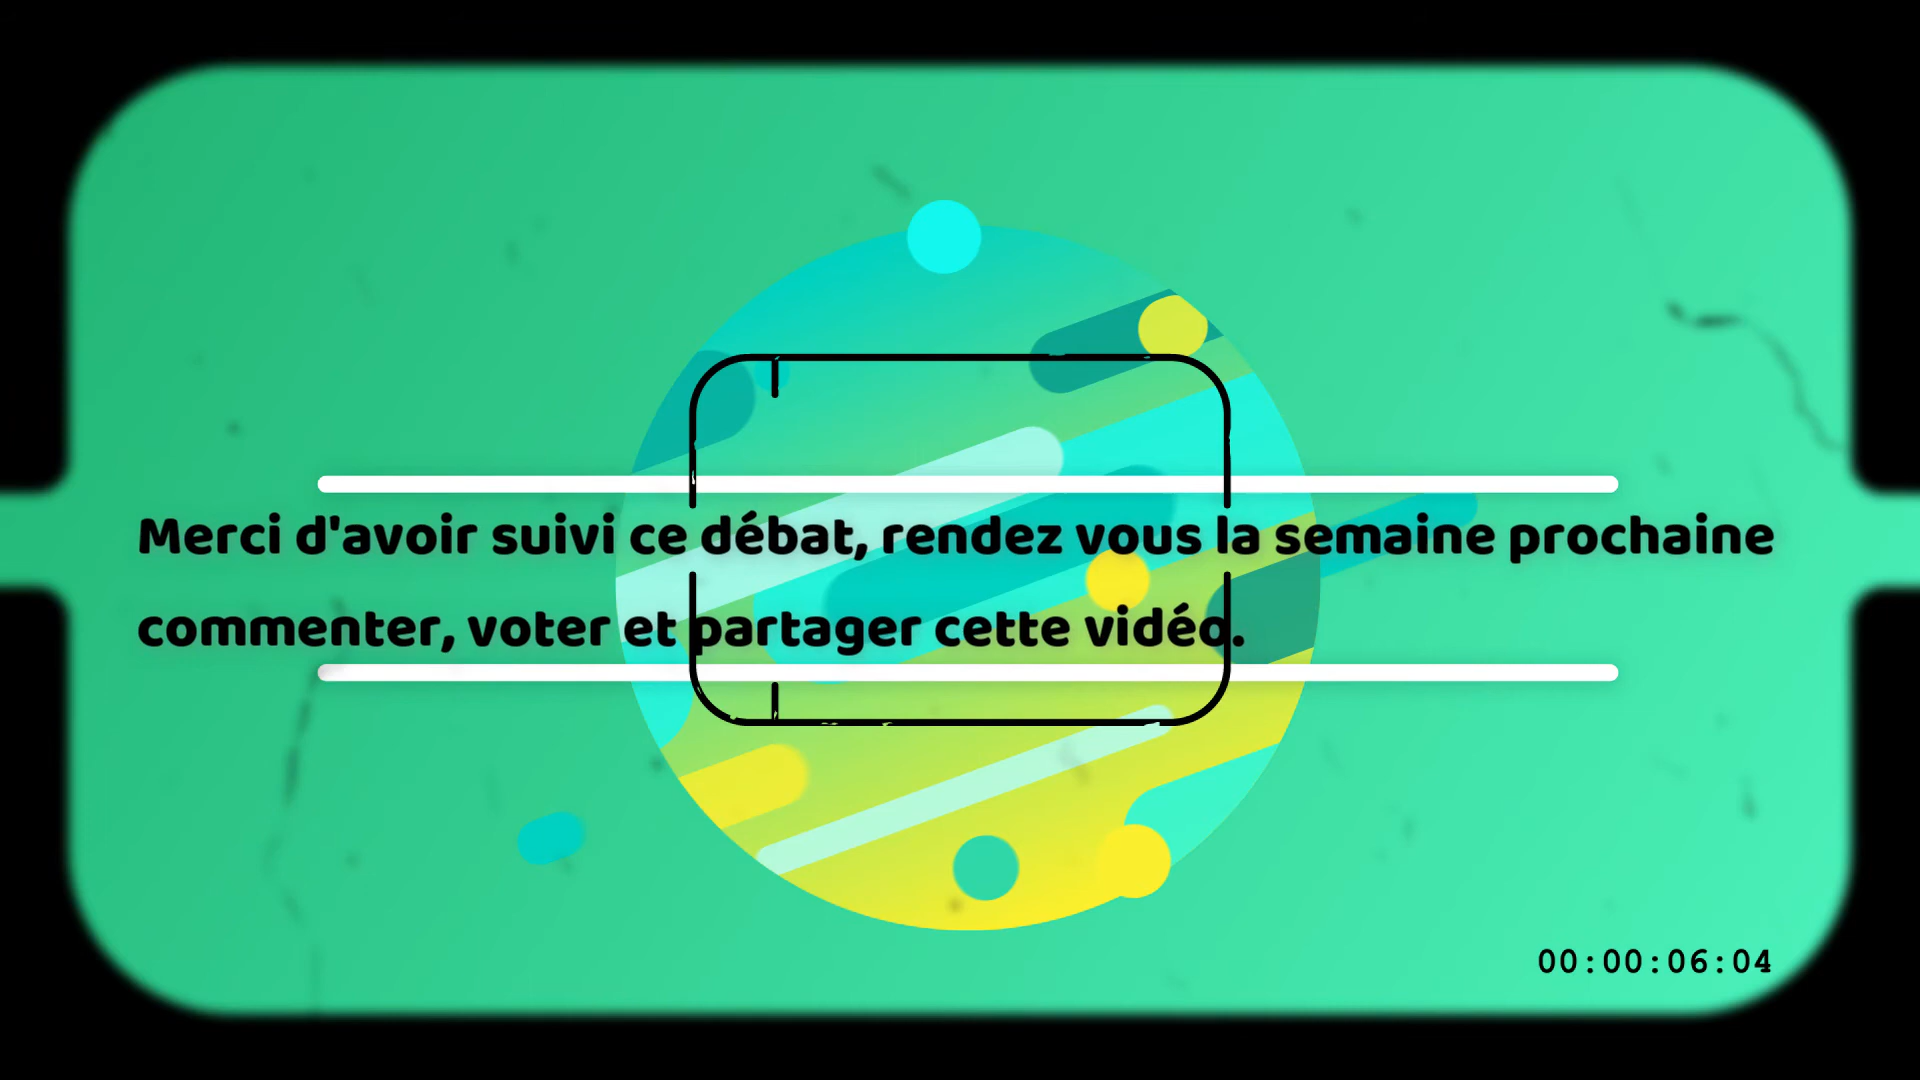 Merci d'avoir suivi ce débat, rendez vous la semaine prochaine
commenter, voter et partager cette vidéo.
00:00:06:04